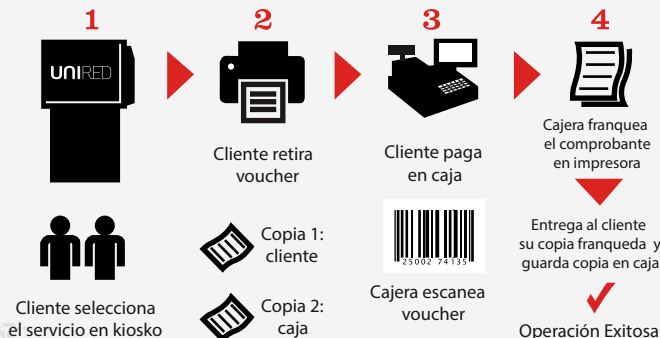 1
UNIRED
Cliente selecciona
el servicio en kiosko
2
Cliente retira
voucher
Copia 1:
cliente
Copia 2:
caja
3
Cliente paga
en caja
25002 74135
Cajera escanea
voucher
4
Cajera franquea
el comprobante
en impresora
Entrega al cliente
su copia franqueada y
guarda copia en caja
Operación Exitosa